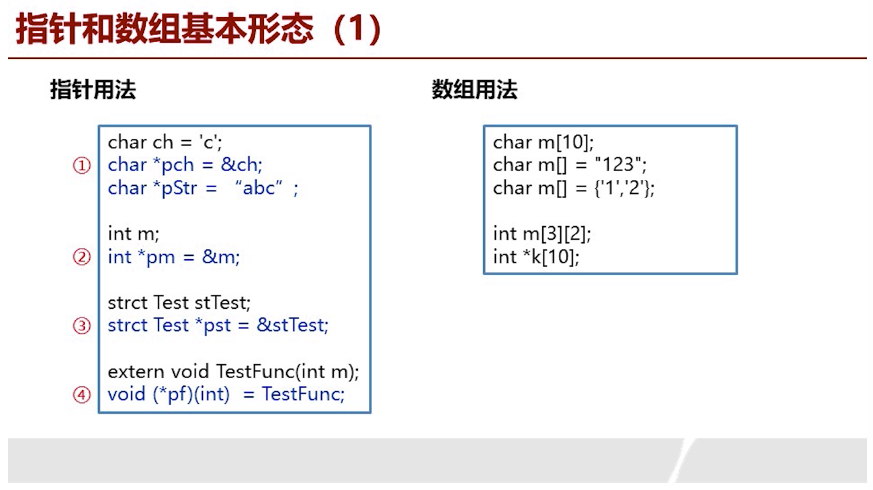 指针和数组基本形态（1）
指针用法
char ch = 'c';
① char *pch = &ch;
char *pStr = “abc”;
int m;
② int *pm = &m;
strct Test stTest;
③ strct Test *pst = &stTest;
extern void TestFunc(int m);
④ void (*pf)(int) = TestFunc;
数组用法
char m[10];
char m[] = "123";
char m[] = {'1','2'};
int m[3][2];
int *k[10];